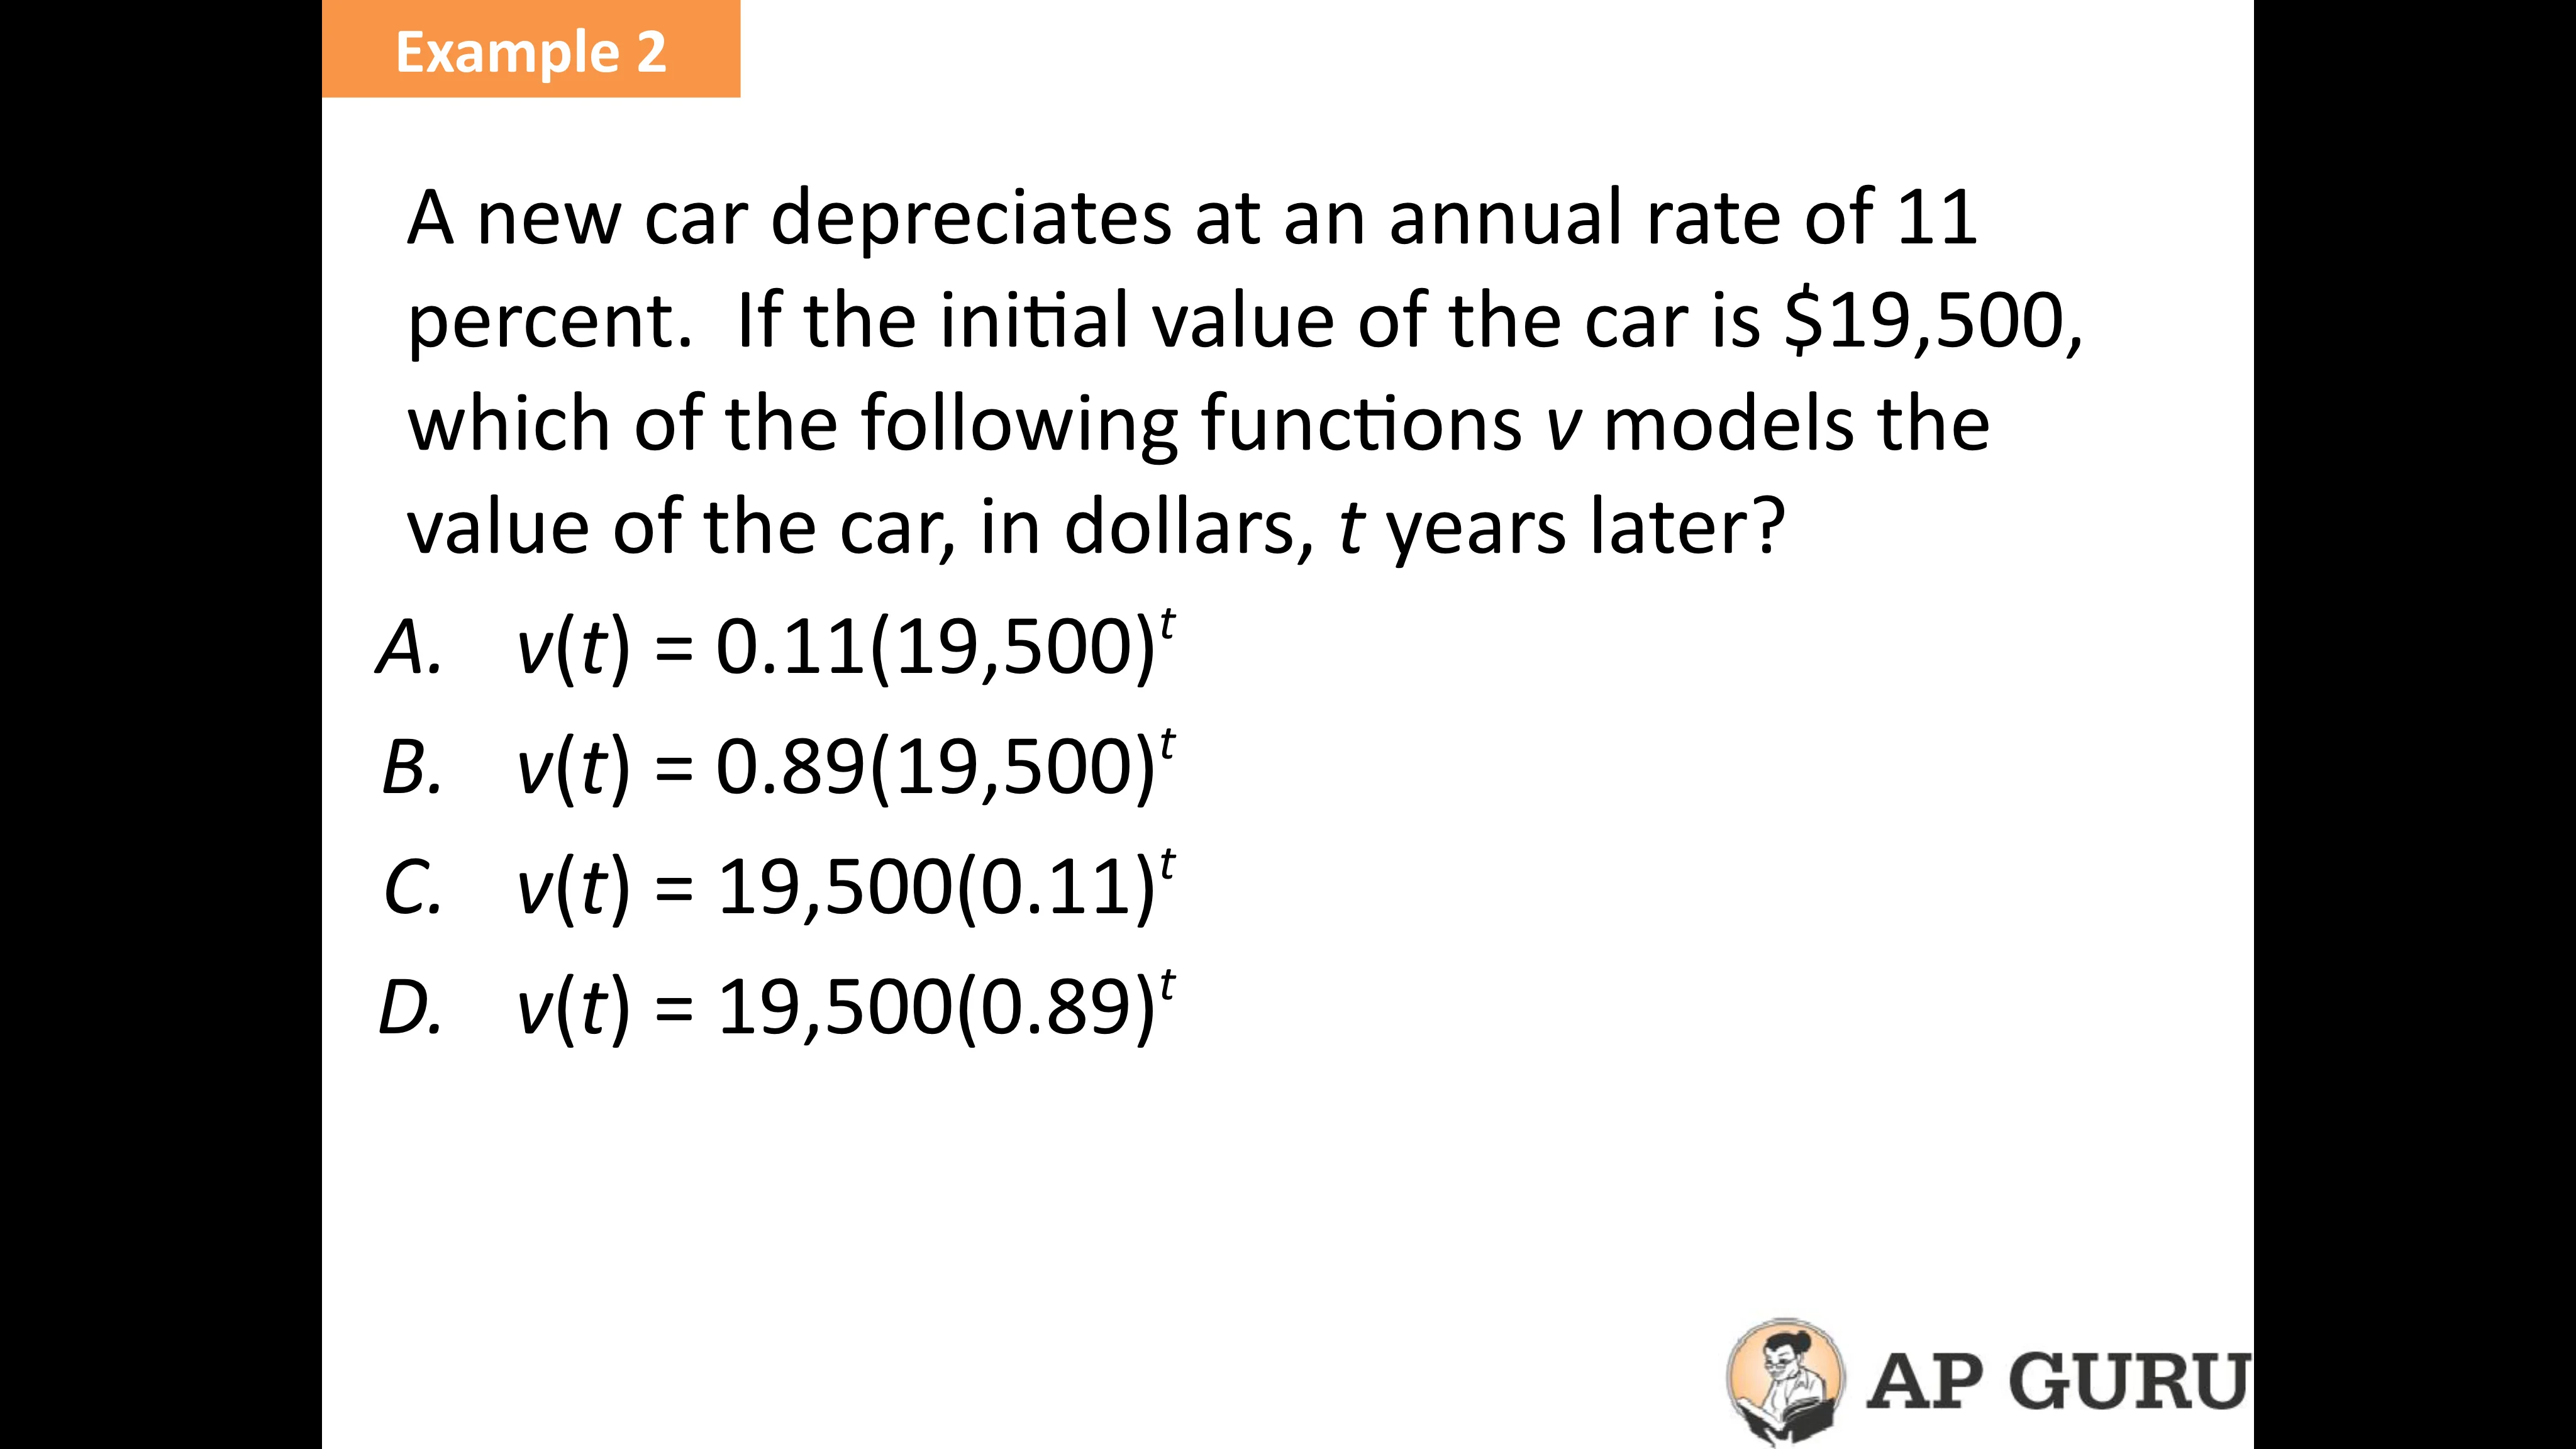 Example 2
A new car depreciates at an annual rate of 11
percent. If the initial value of the car is $19,500,
which of the following functions v models the
value of the car, in dollars, t years later?
A. v(t) = 0.11(19,500)^t
B. v(t) = 0.89(19,500)^t
C. v(t) = 19,500(0.11)^t
D. v(t) = 19,500(0.89)^t
AP GURU